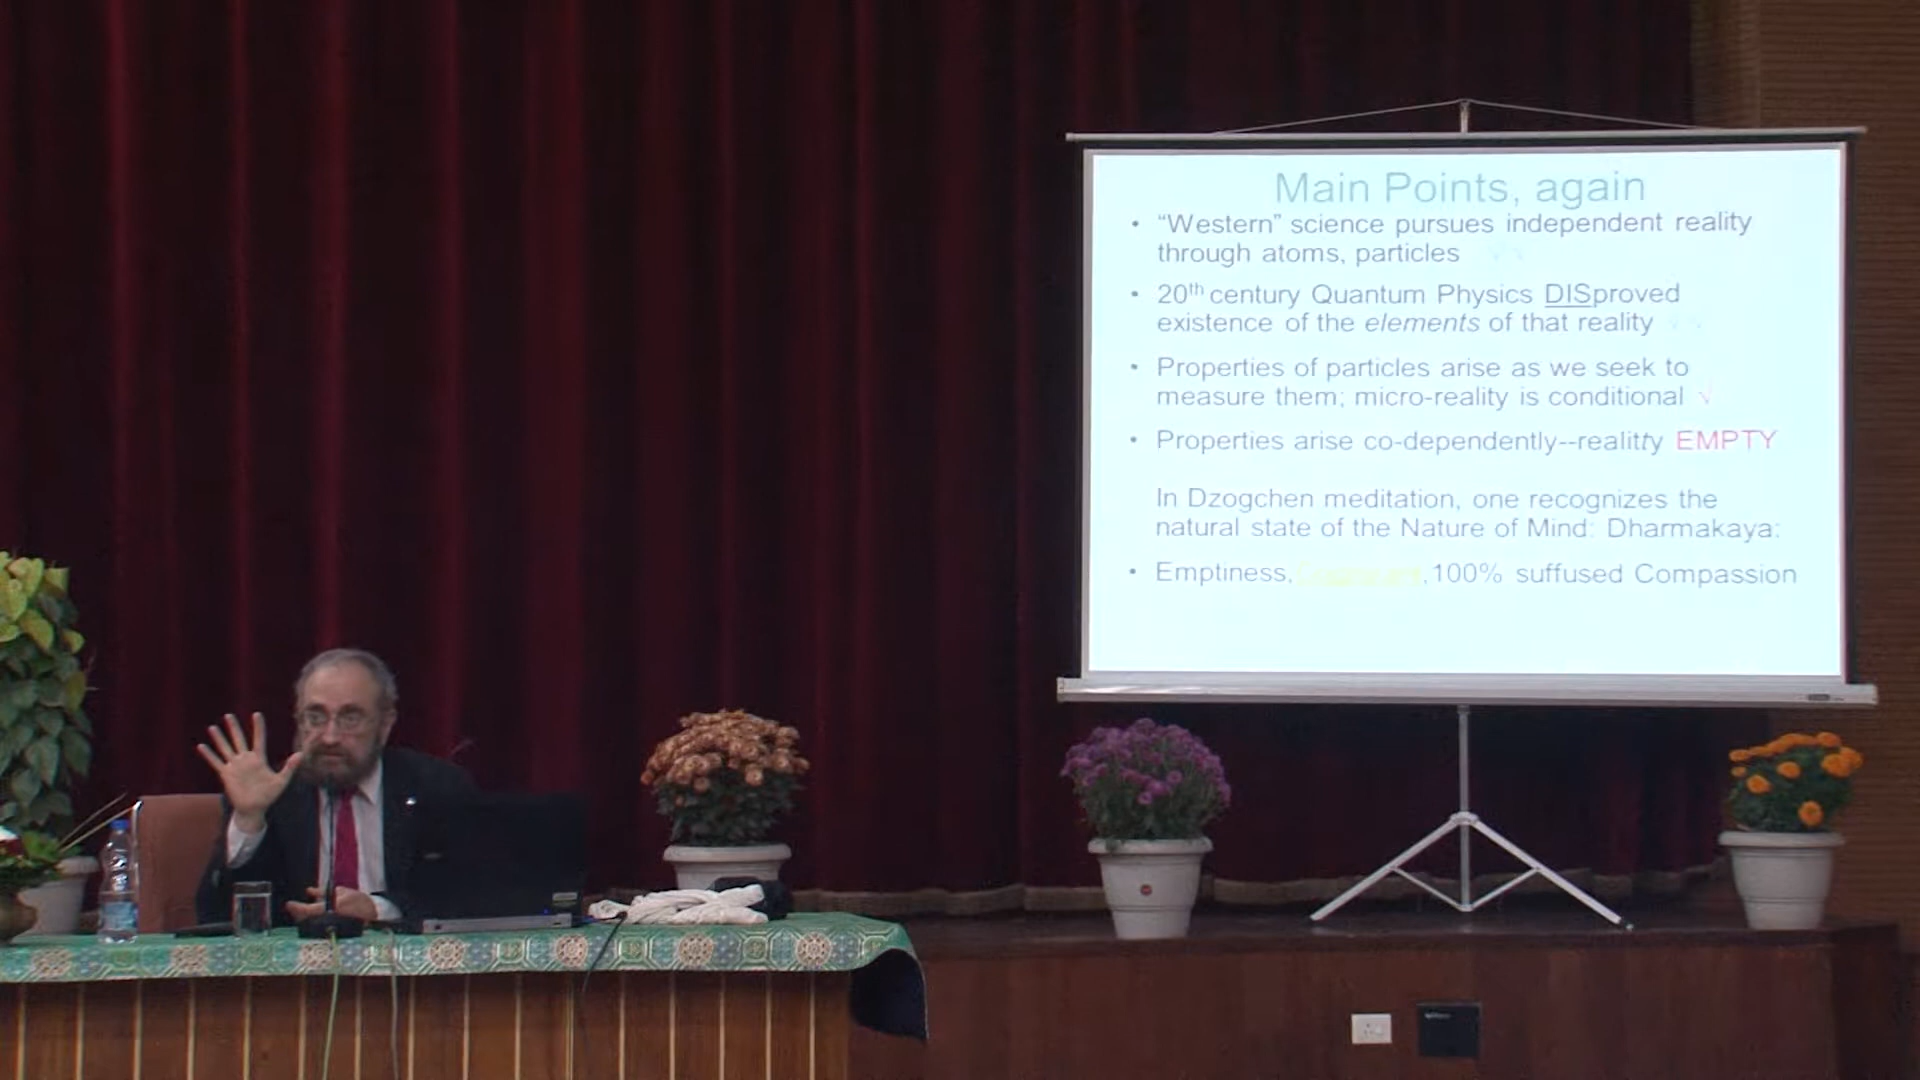 Main Points, again
• “Western” science pursues independent reality
through atoms, particles
• 20th century Quantum Physics DISproved
existence of the elements of that reality
• Properties of particles arise as we seek to
measure them; micro-reality is conditional √
• Properties arise co-dependently--realitty EMPTY
In Dzogchen meditation, one recognizes the
natural state of the Nature of Mind: Dharmakaya:
• Emptiness, ,100% suffused Compassion